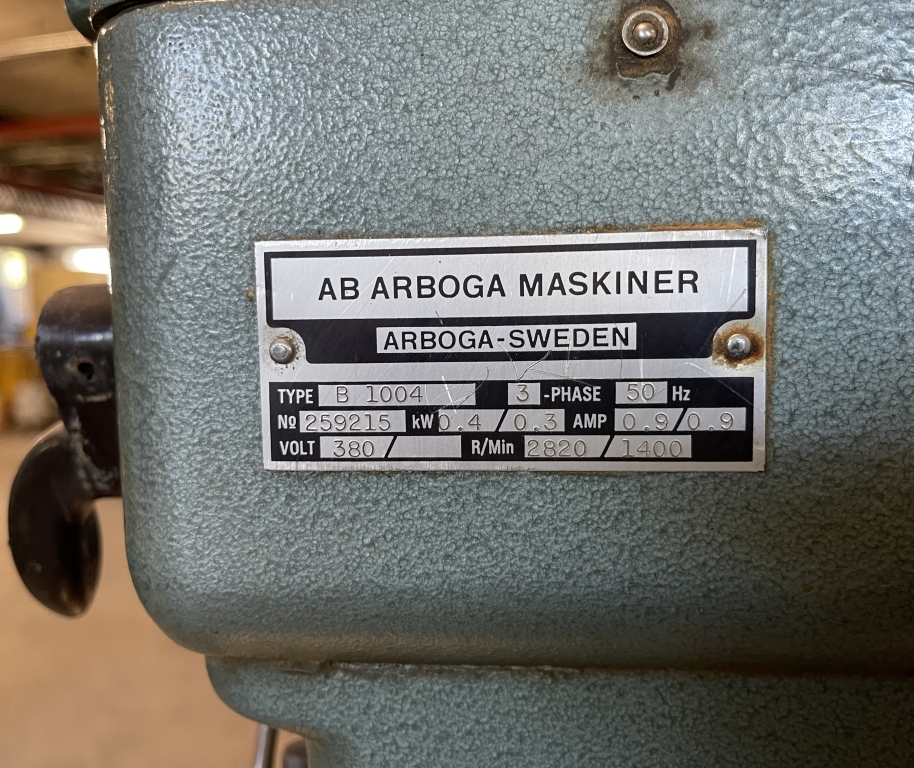 AB ARBOGA MASKINER
ARBOGA-SWEDEN
TYPE B 1004 3 -PHASE 50 Hz
No 259215 kW 0.4 / 0.3 AMP 0.9 / 0.9
VOLT 380 / R/Min 2820 / 1400